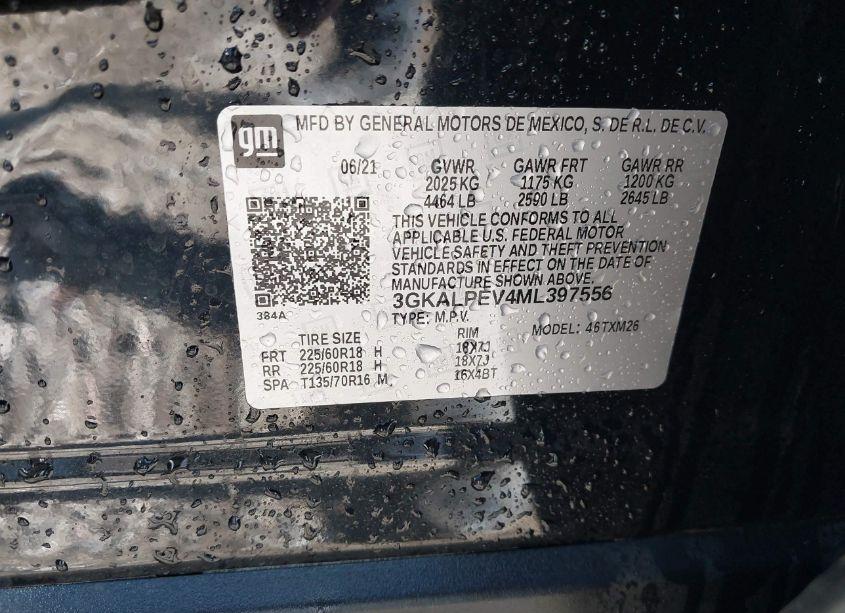 gm
MFD BY GENERAL MOTORS DE MEXICO, S. DE R.L. DE C.V.
06/21 GVWR GAWR FRT GAWR RR
2025 KG 1175 KG 1200 KG
4464 LB 2590 LB 2645 LB
THIS VEHICLE CONFORMS TO ALL
APPLICABLE U.S. FEDERAL MOTOR
VEHICLE SAFETY AND THEFT PREVENTION
STANDARDS IN EFFECT ON THE DATE OF
MANUFACTURE SHOWN ABOVE.
3GKALPEV4ML397556
384A TYPE: M.P.V. MODEL: 46TXM26
TIRE SIZE RIM
FRT 225/60R18 H 18X7J
RR 225/60R18 H 18X7J
SPA T135/70R16 M 16X4BT